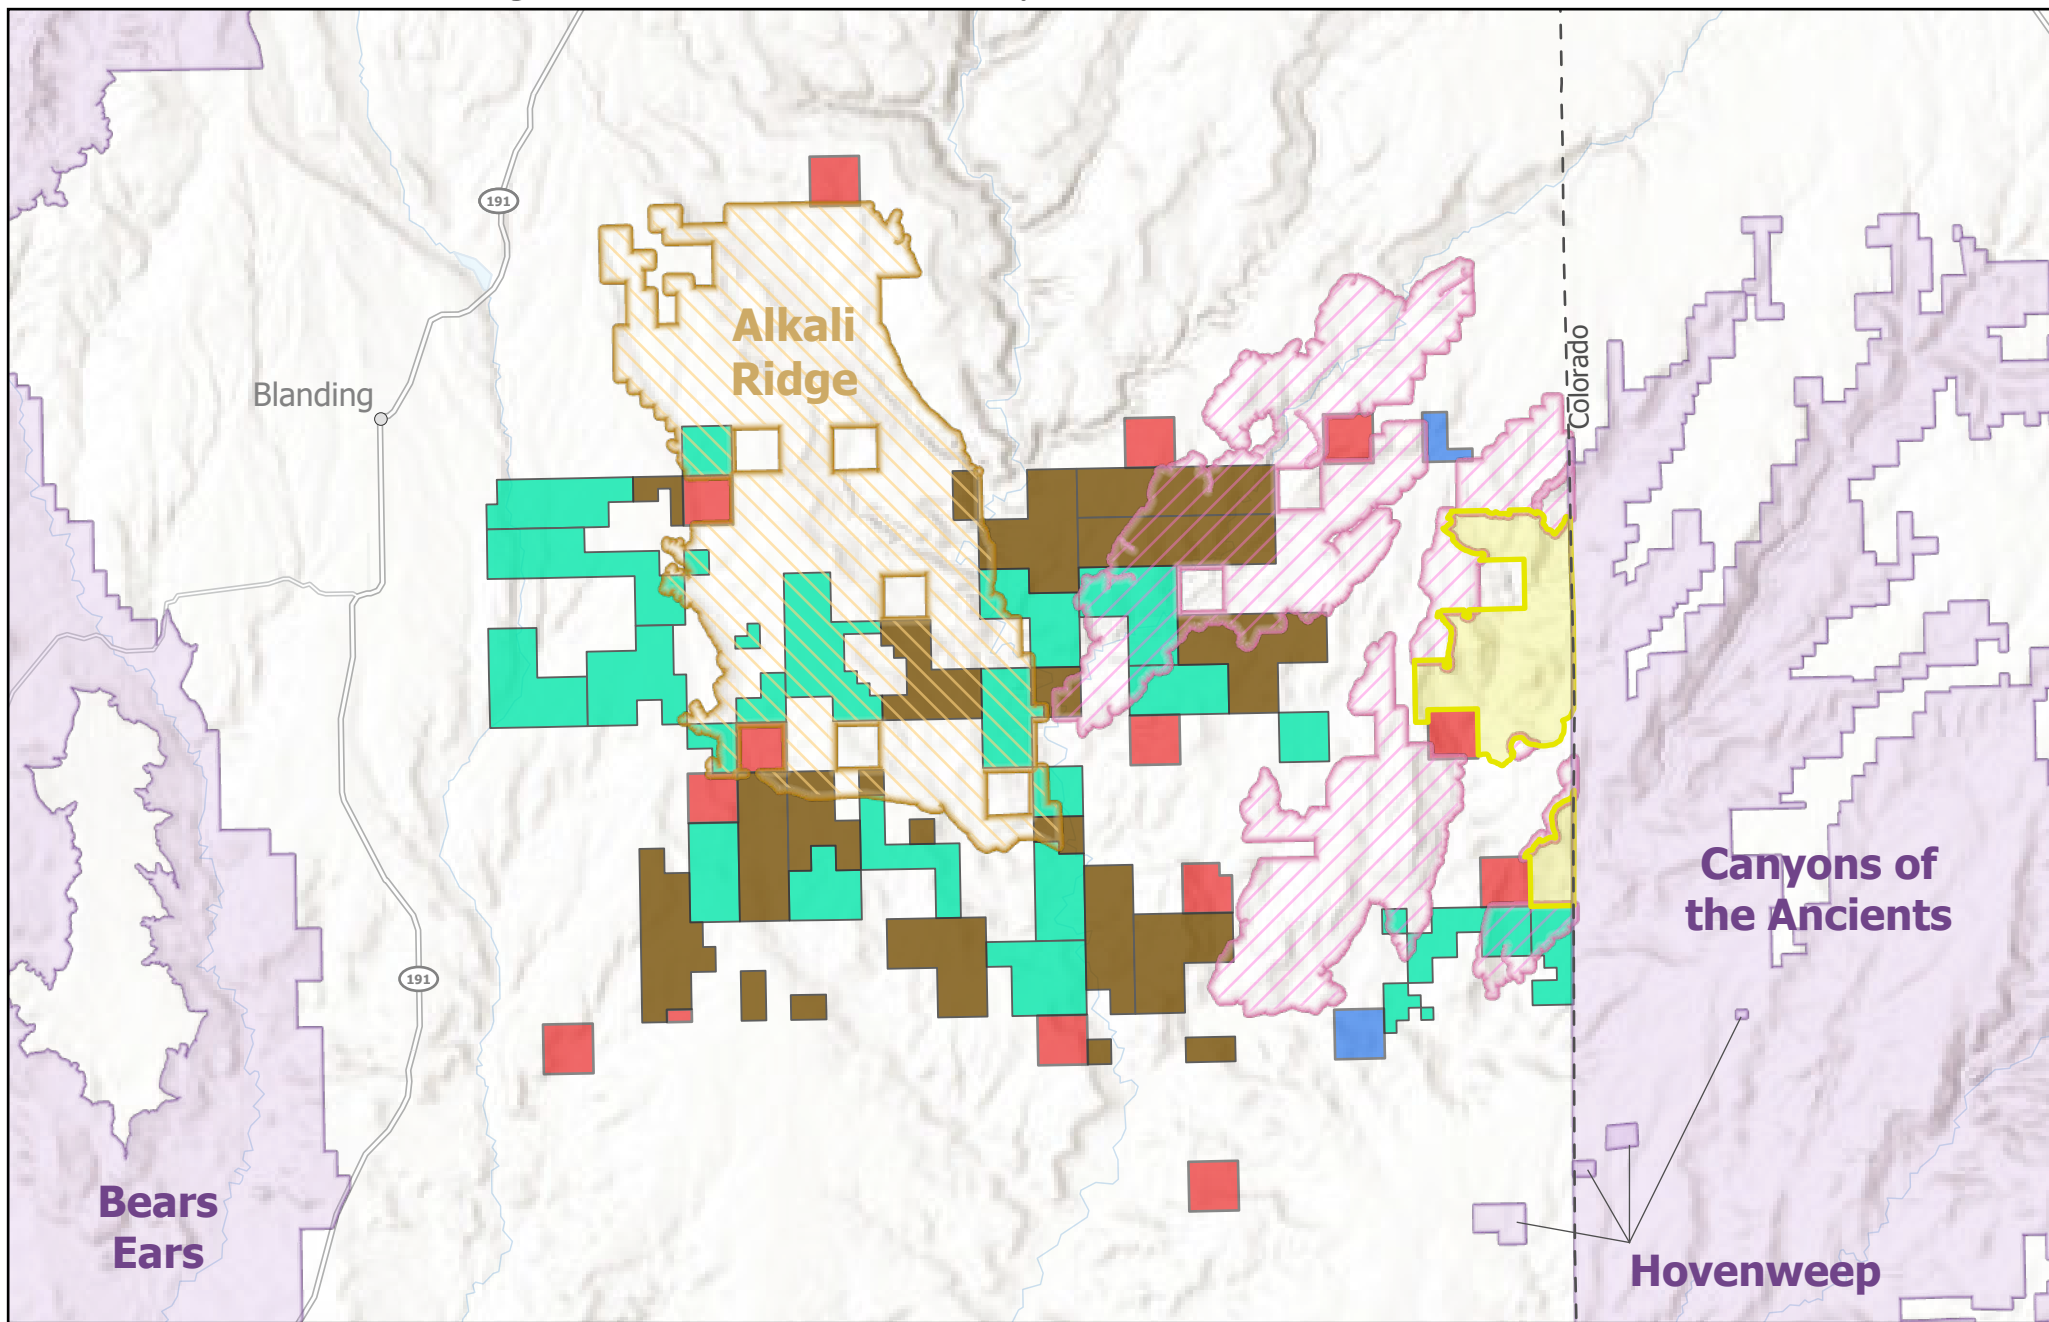 191
Alkali
Ridge
Colorado
Blanding
Canyons of
the Ancients
191
Bears
Ears
Hovenweep